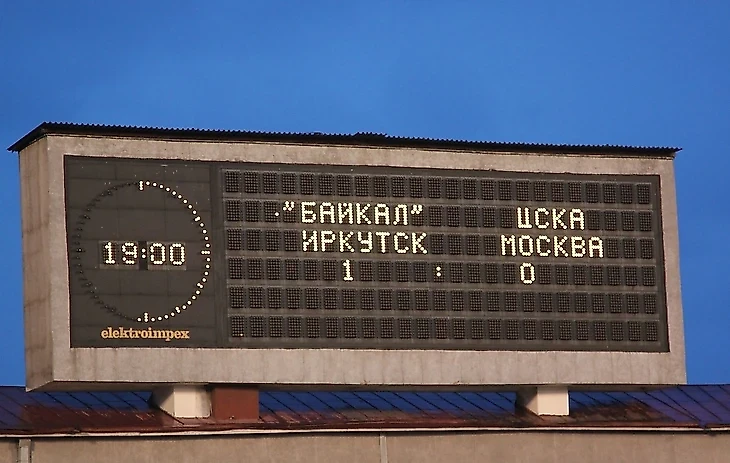 "БАЙКАЛ" ЦСКА
ИРКУТСК МОСКВА
1 : 0
19:00
elektroimpex